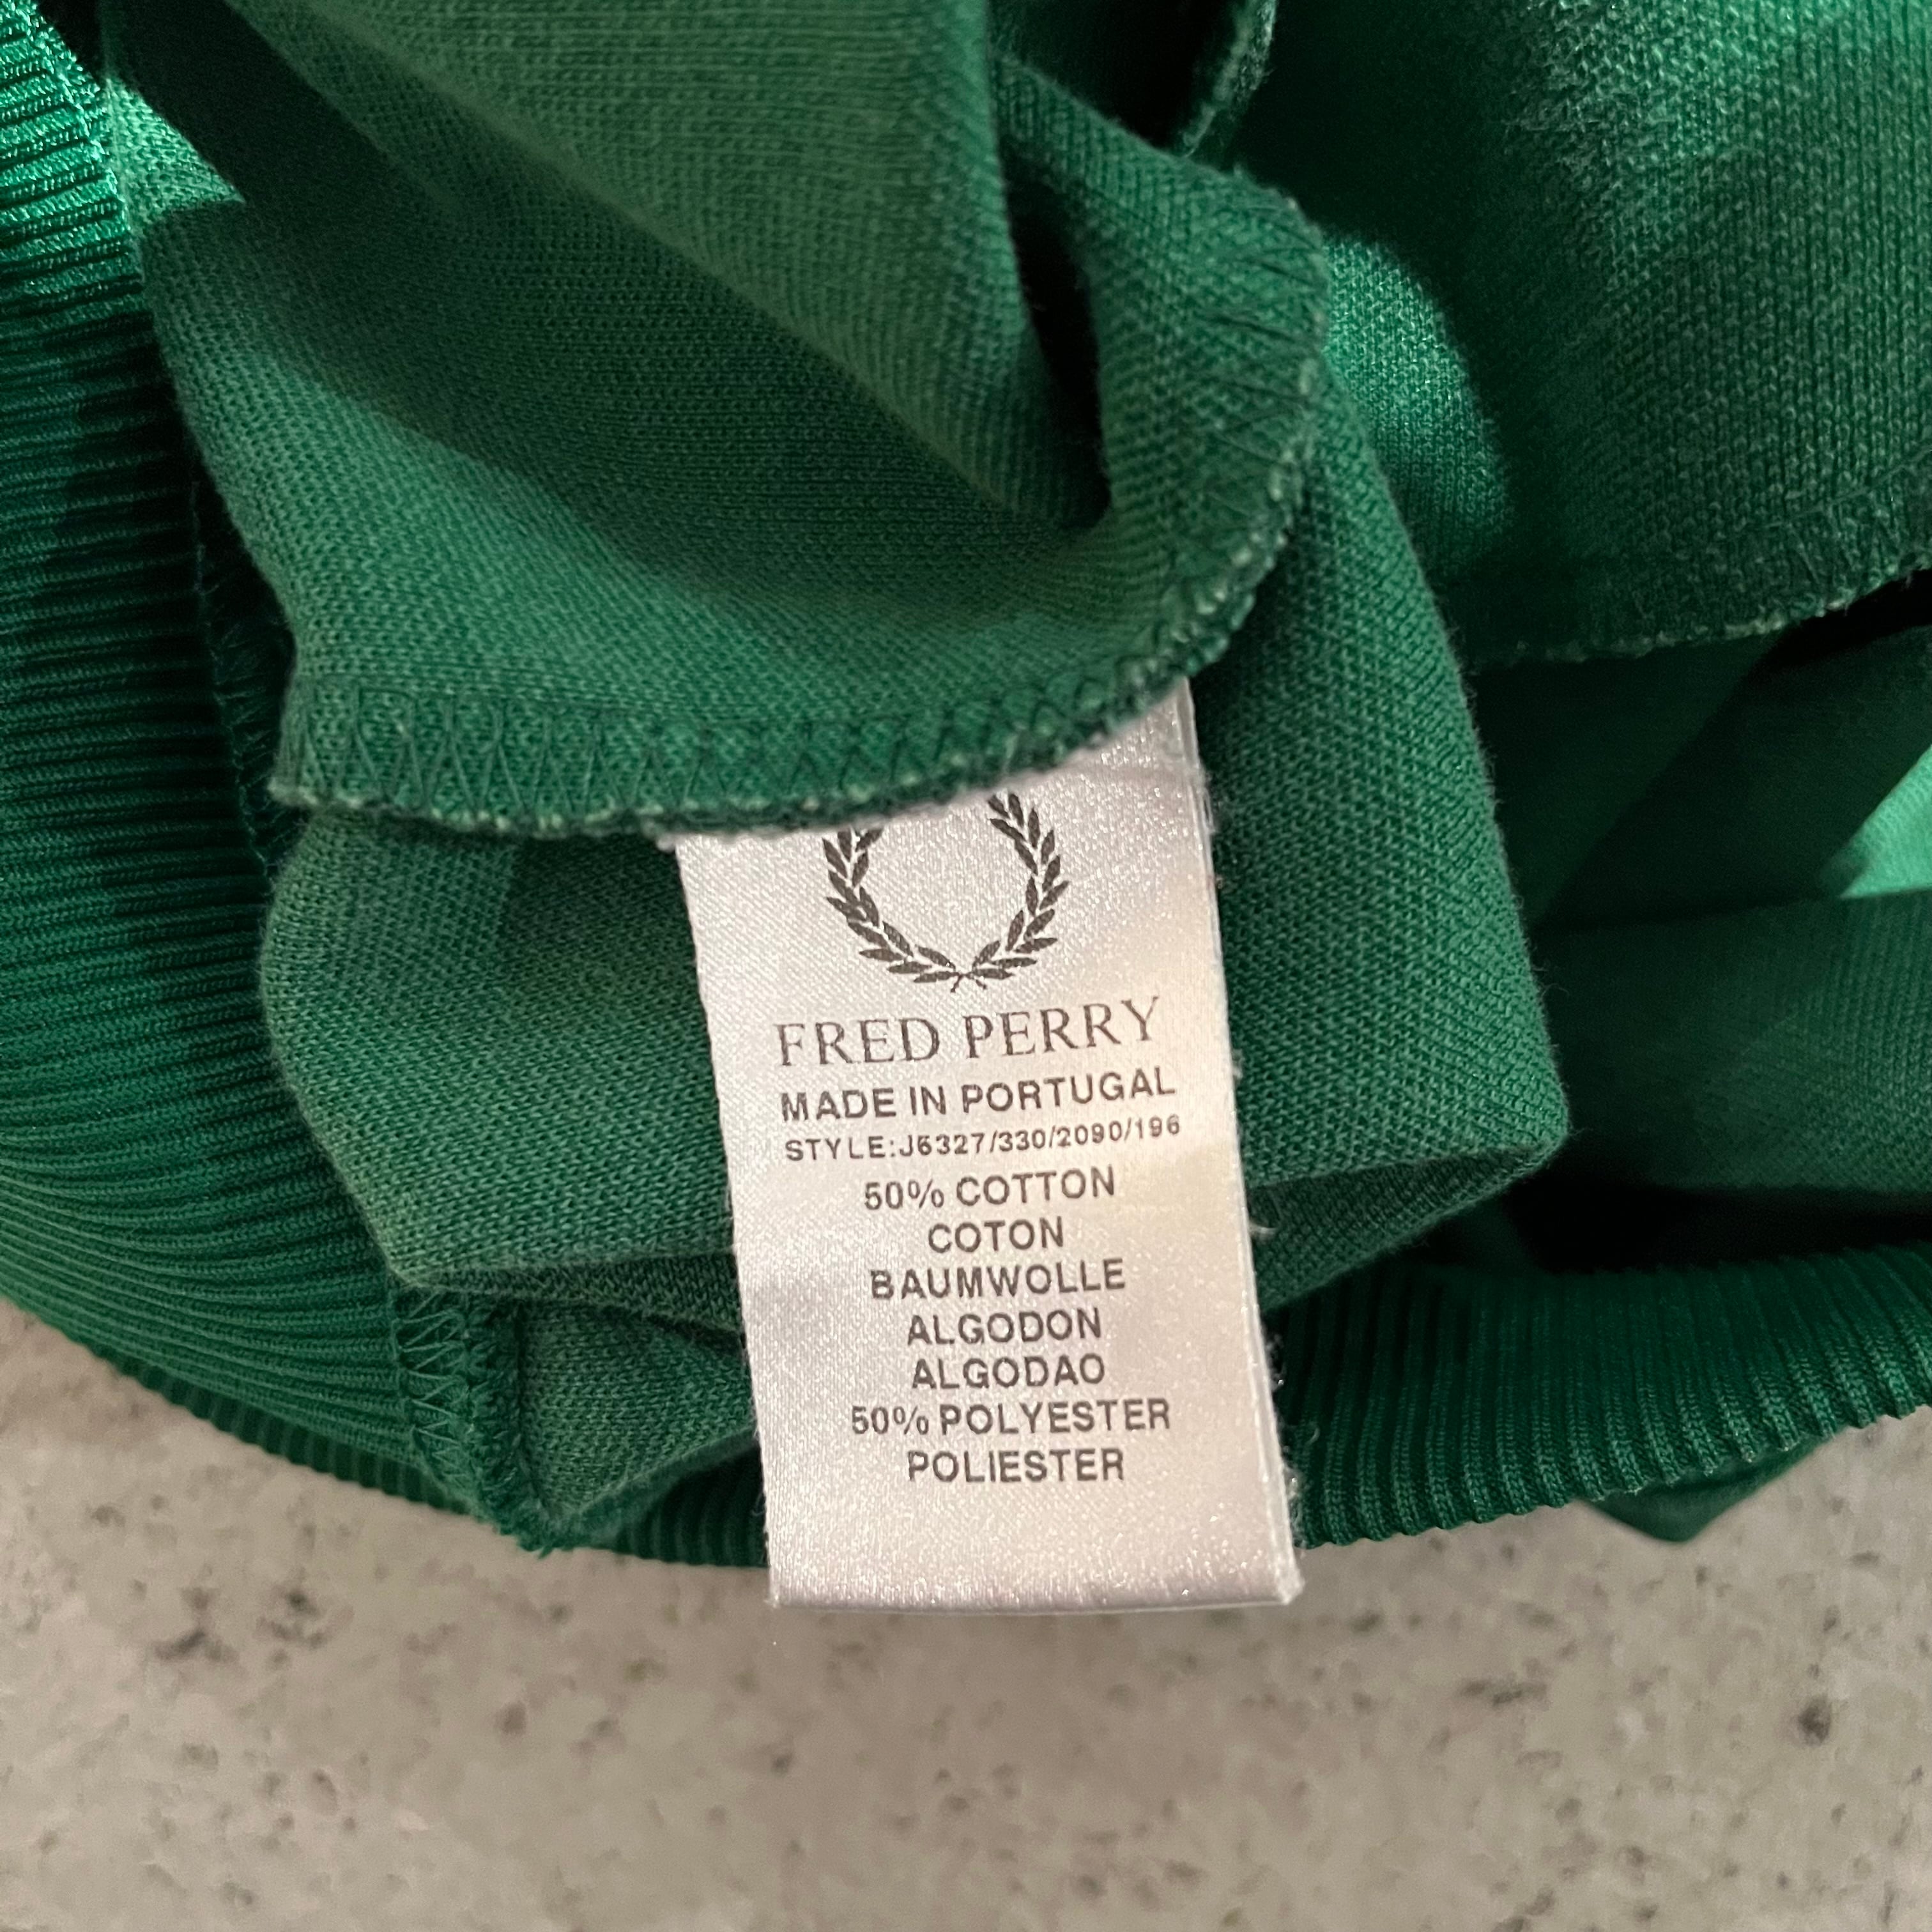 FRED PERRY
MADE IN PORTUGAL
STYLE:J6327/330/2090/196
50% COTTON
COTON
BAUMWOLLE
ALGODON
ALGODAO
50% POLYESTER
POLIESTER